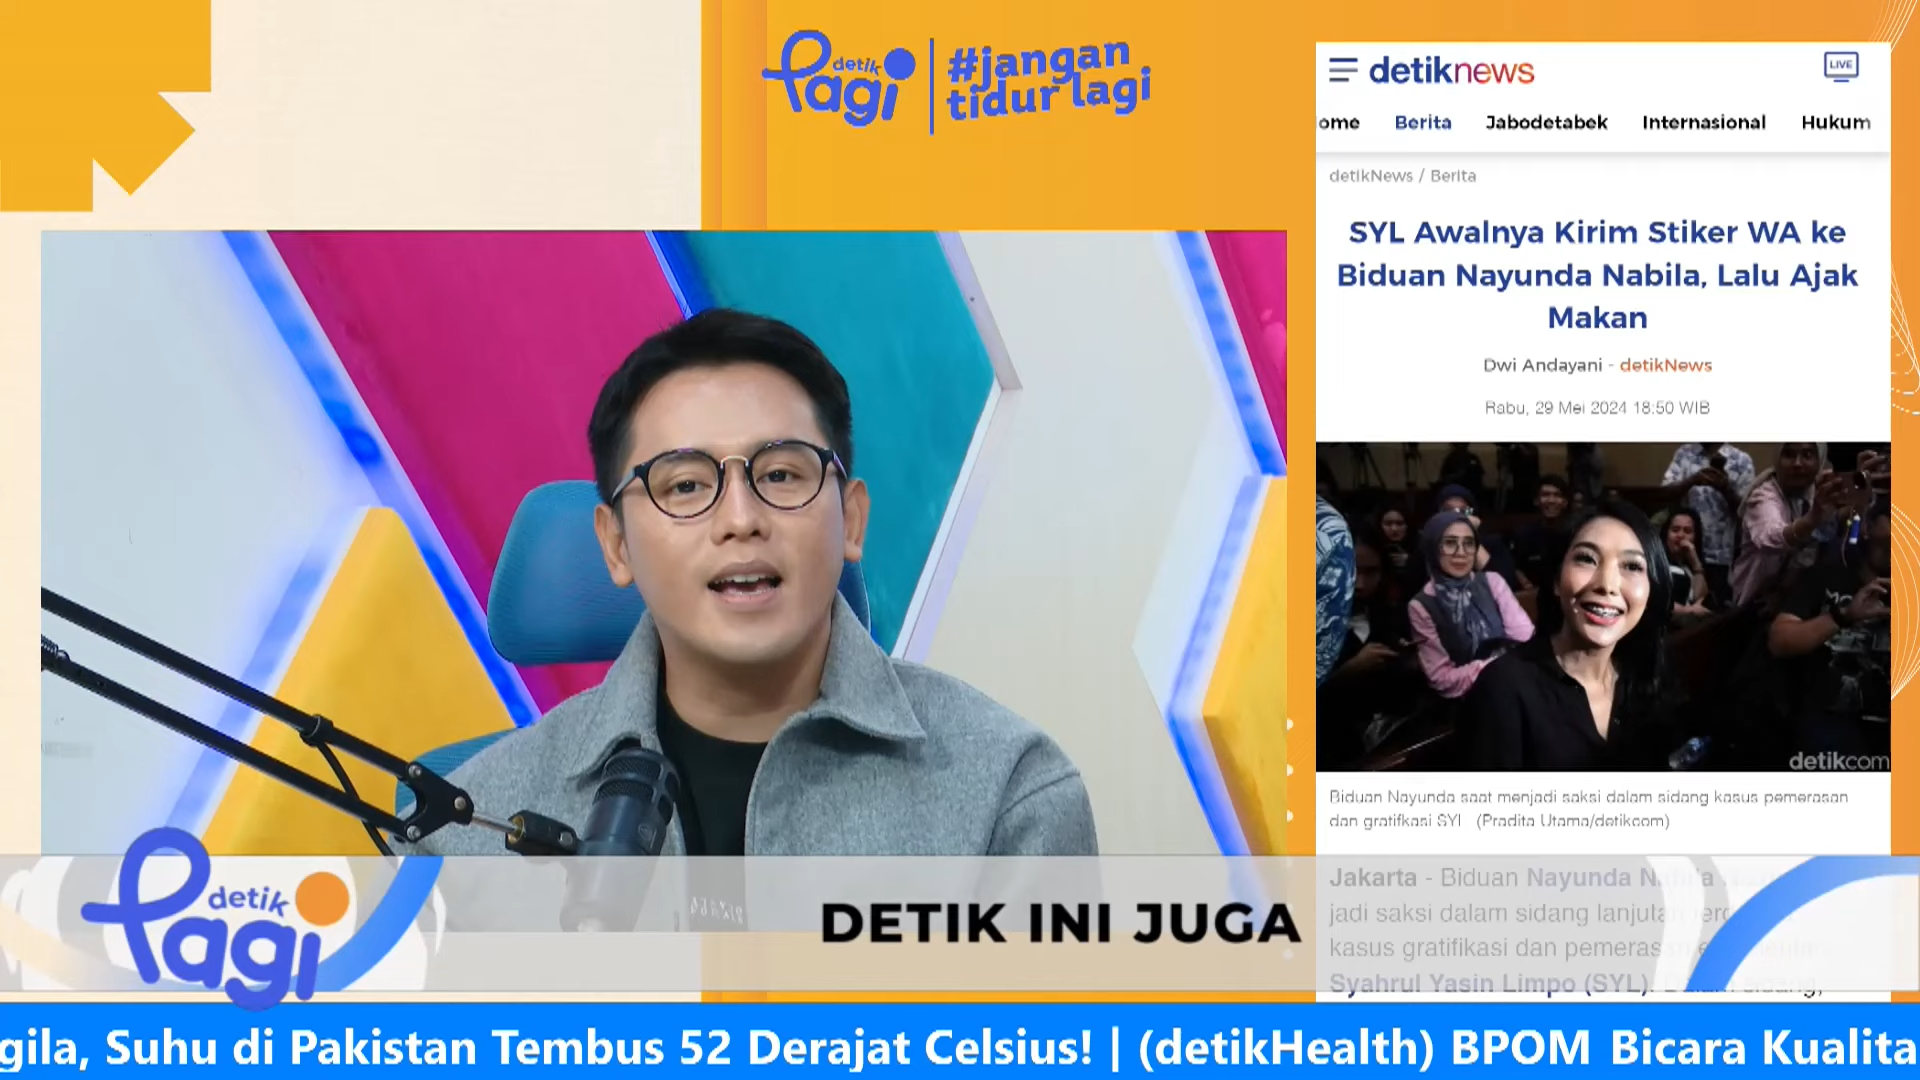 detik
Pagi
#jangan
tidur lagi
detiknews
LIVE
ome Berita Jabodetabek Internasional Hukum
detikNews / Berita
SYL Awalnya Kirim Stiker WA ke
Biduan Nayunda Nabila, Lalu Ajak
Makan
Dwi Andayani - detikNews
Rabu, 29 Mei 2024 18:50 WIB
detikcom
Biduan Nayunda saat menjadi saksi dalam sidang kasus pemerasan
dan gratifkasi SYL (Pradita Utama/detikcom)
Jakarta - Biduan Nayunda
jadi saksi dalam sidang lanjutan
kasus gratifikasi dan pemerasan
Syahrul Yasin Limpo (SYL).
detik
Pagi
DETIK INI JUGA
gila, Suhu di Pakistan Tembus 52 Derajat Celsius! | (detikHealth) BPOM Bicara Kualita